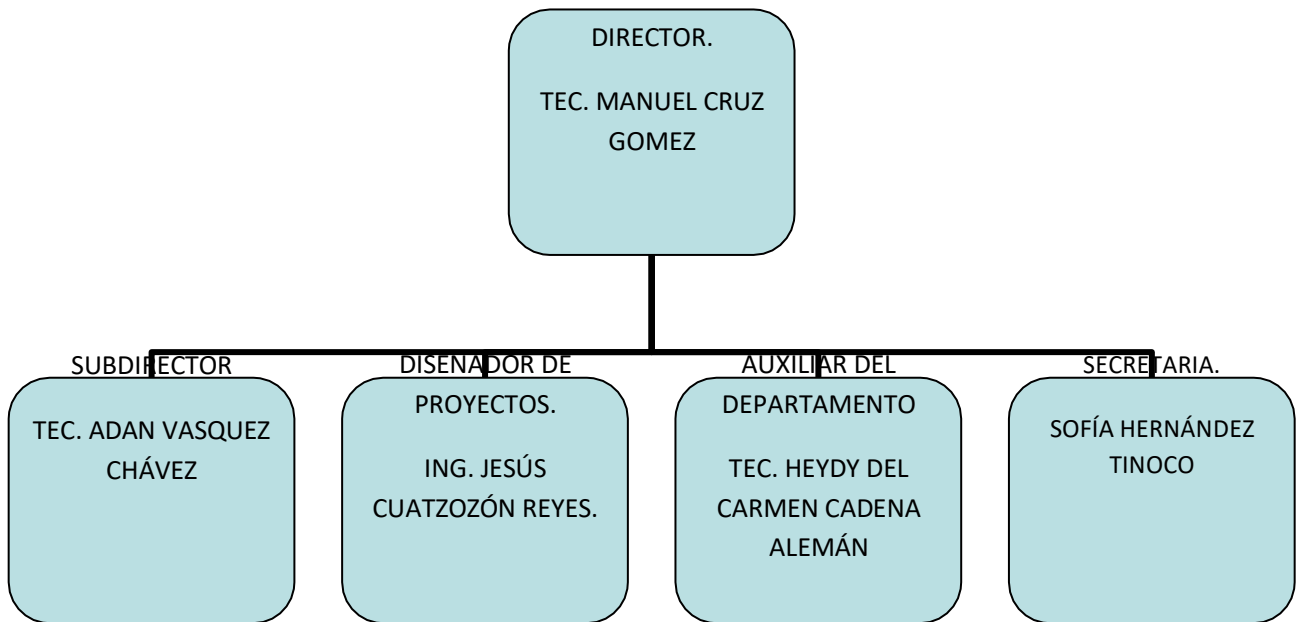 DIRECTOR.
TEC. MANUEL CRUZ
GOMEZ
SUBDIRECTOR
TEC. ADAN VASQUEZ
CHÁVEZ
DISEÑADOR DE
PROYECTOS.
ING. JESÚS
CUATZOZÓN REYES.
AUXILIAR DEL
DEPARTAMENTO
TEC. HEYDY DEL
CARMEN CADENA
ALEMÁN
SECRETARIA.
SOFÍA HERNÁNDEZ
TINOCO